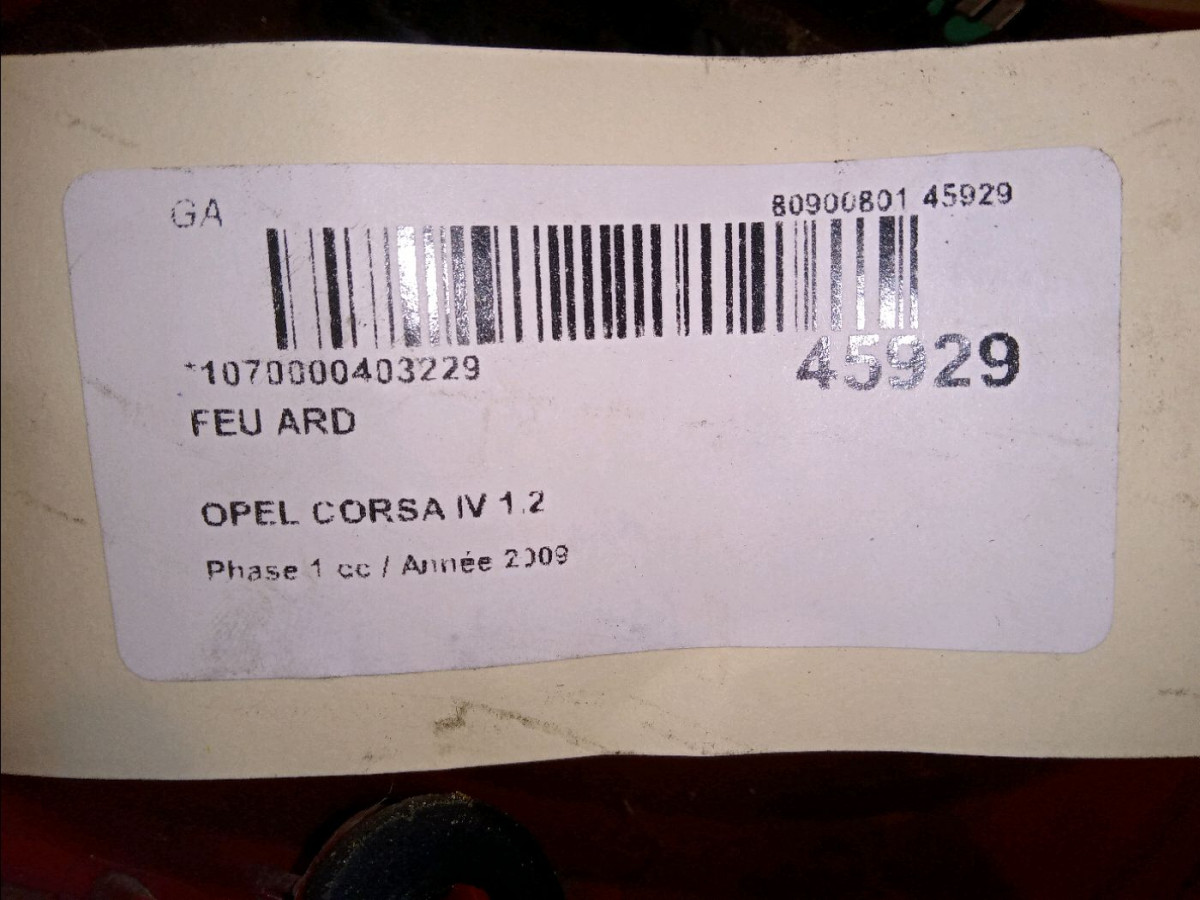 GA
80900801 45929
*1070000403229
45929
FEU ARD
OPEL CORSA IV 1.2
Phase 1 cc / Année 2009